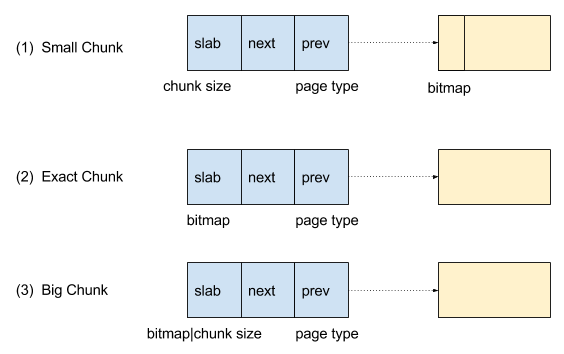 (1) Small Chunk
slab next prev
chunk size page type bitmap
(2) Exact Chunk
slab next prev
bitmap page type
(3) Big Chunk
slab next prev
bitmap|chunk size page type